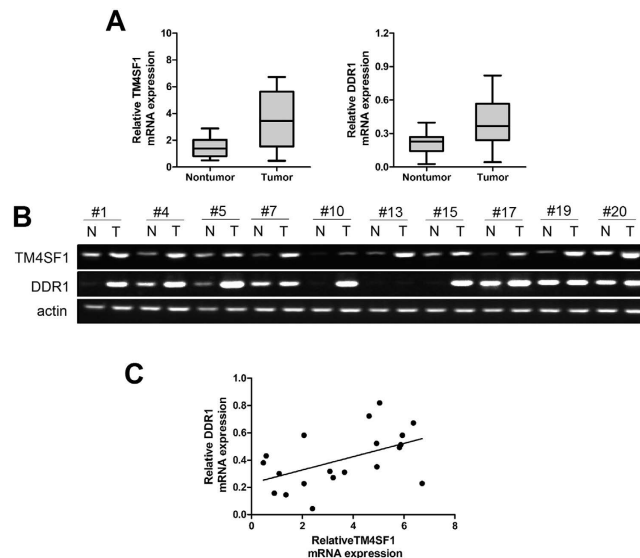 A
Relative TM4SF1
mRNA expression
8
6
4
2
0
Nontumor Tumor
Relative DDR1
mRNA expression
1.2
0.9
0.6
0.3
0.0
Nontumor Tumor
B
#1 #4 #5 #7 #10 #13 #15 #17 #19 #20
N T N T N T N T N T N T N T N T N T N T
TM4SF1
DDR1
actin
C
Relative DDR1
mRNA expression
1.0
0.8
0.6
0.4
0.2
0.0
0 2 4 6 8
RelativeTM4SF1
mRNA expression